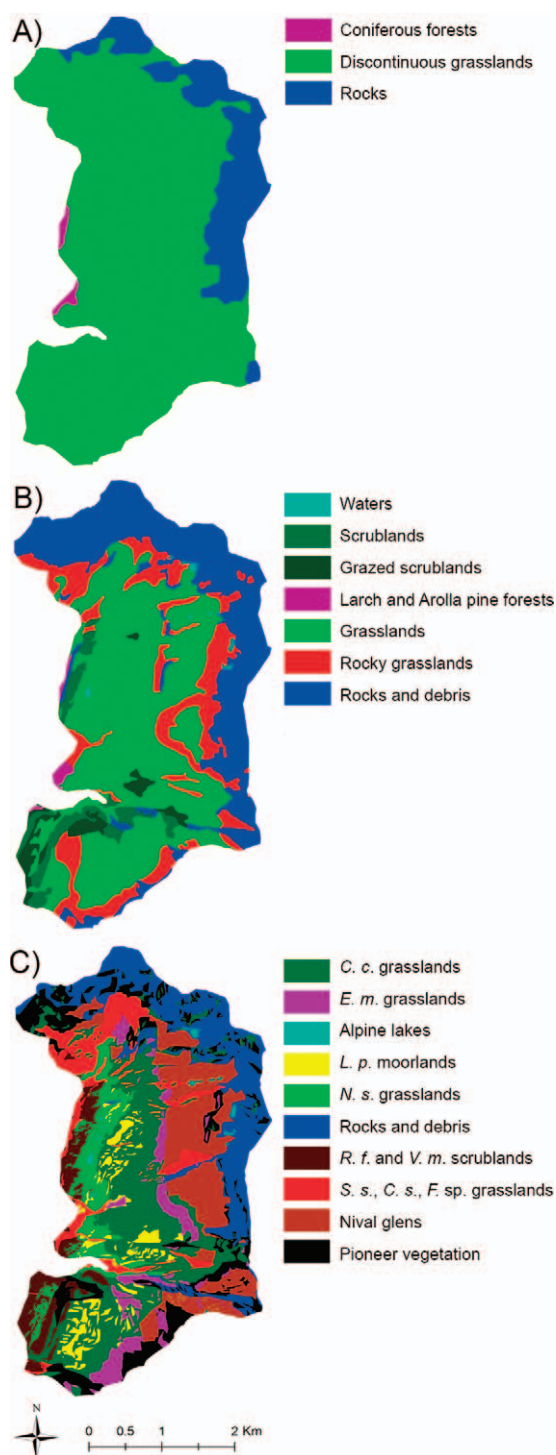 A)
Coniferous forests
Discontinuous grasslands
Rocks
B)
Waters
Scrublands
Grazed scrublands
Larch and Arolla pine forests
Grasslands
Rocky grasslands
Rocks and debris
C)
C. c. grasslands
E. m. grasslands
Alpine lakes
L. p. moorlands
N. s. grasslands
Rocks and debris
R. f. and V. m. scrublands
S. s., C. s., F. sp. grasslands
Nival glens
Pioneer vegetation
N
0 0.5 1 2 Km